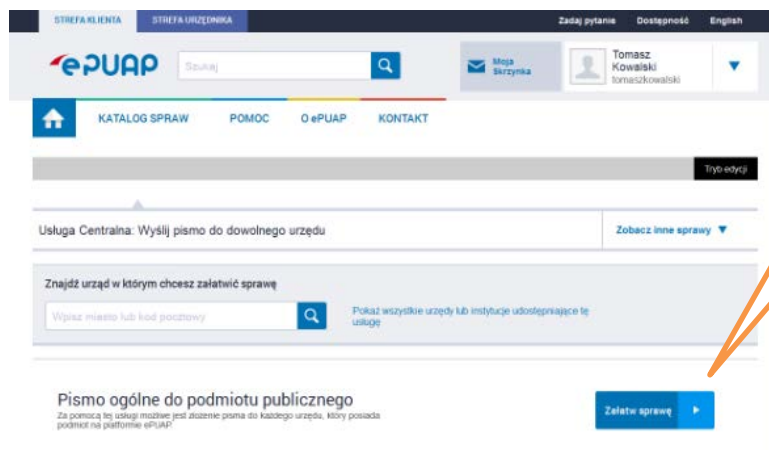 STREFA KLIENTA STREFA URZĘDNIKA Zadaj pytanie Dostępność English
ePUAP Szukaj Moja Skrzynka Tomasz Kowalski tomaszkowalski
KATALOG SPRAW POMOC O ePUAP KONTAKT
Tryb edycji
Usługa Centralna: Wyślij pismo do dowolnego urzędu Zobacz inne sprawy
Znajdź urząd w którym chcesz załatwić sprawę
Wpisz miasto lub kod pocztowy
Pokaż wszystkie urzędy lub instytucje udostępniające tę
usługę
Pismo ogólne do podmiotu publicznego
Za pomocą tej usługi możliwe jest złożenie pisma do każdego urzędu, który posiada
podmiot na platformie ePUAP.
Załatw sprawę